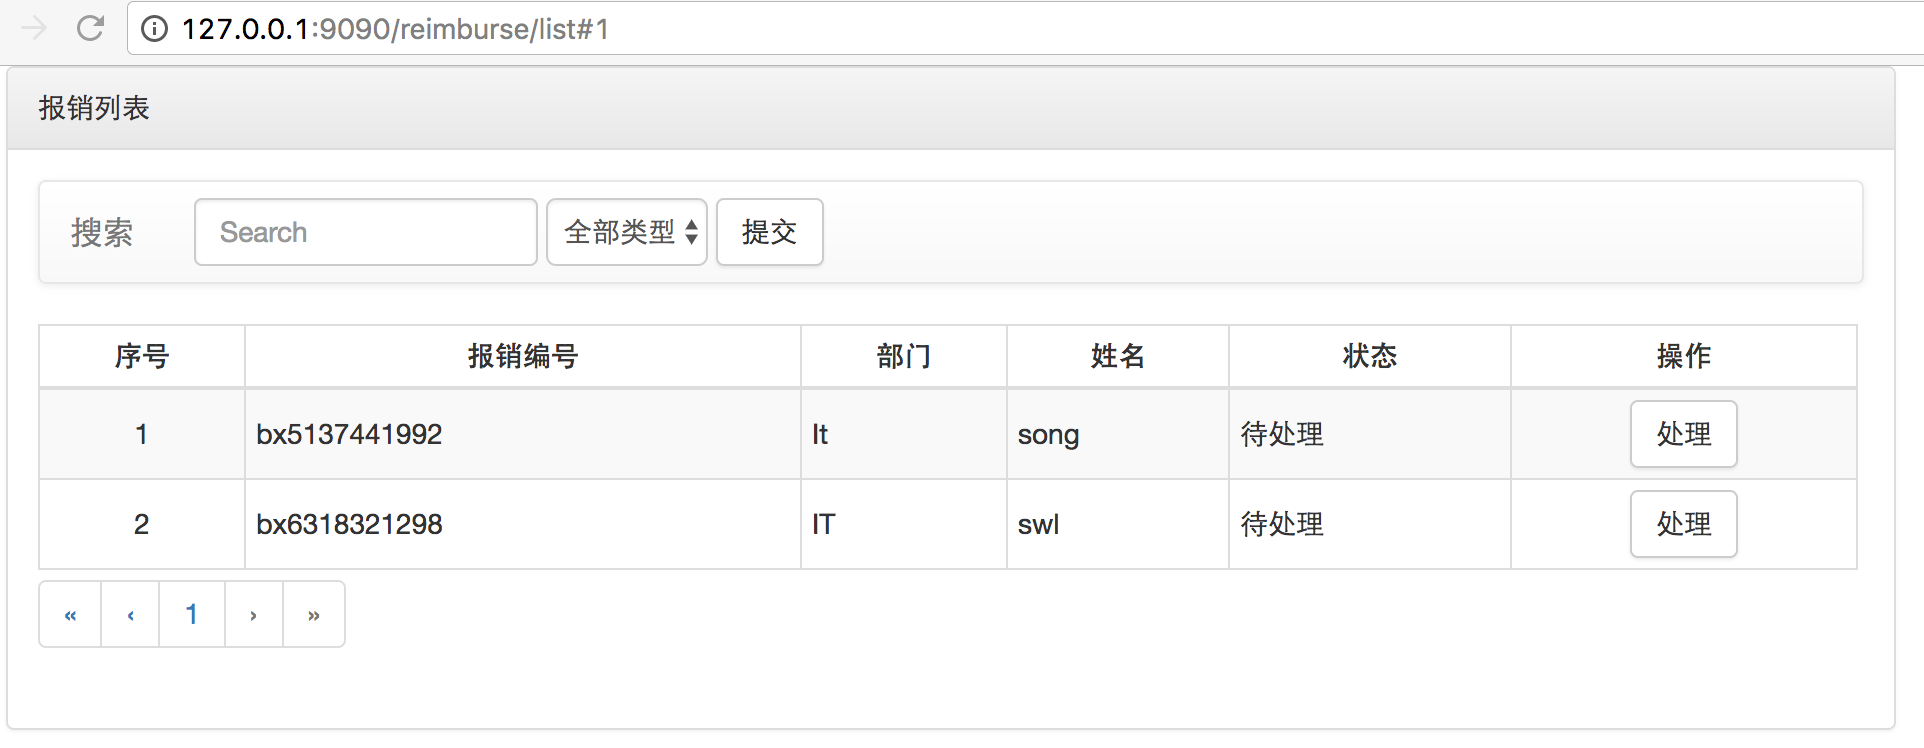 127.0.0.1:9090/reimburse/list#1
报销列表
搜索 Search 全部类型 提交
序号 报销编号 部门 姓名 状态 操作
1 bx5137441992 It song 待处理 处理
2 bx6318321298 IT swl 待处理 处理
« ‹ 1 › »